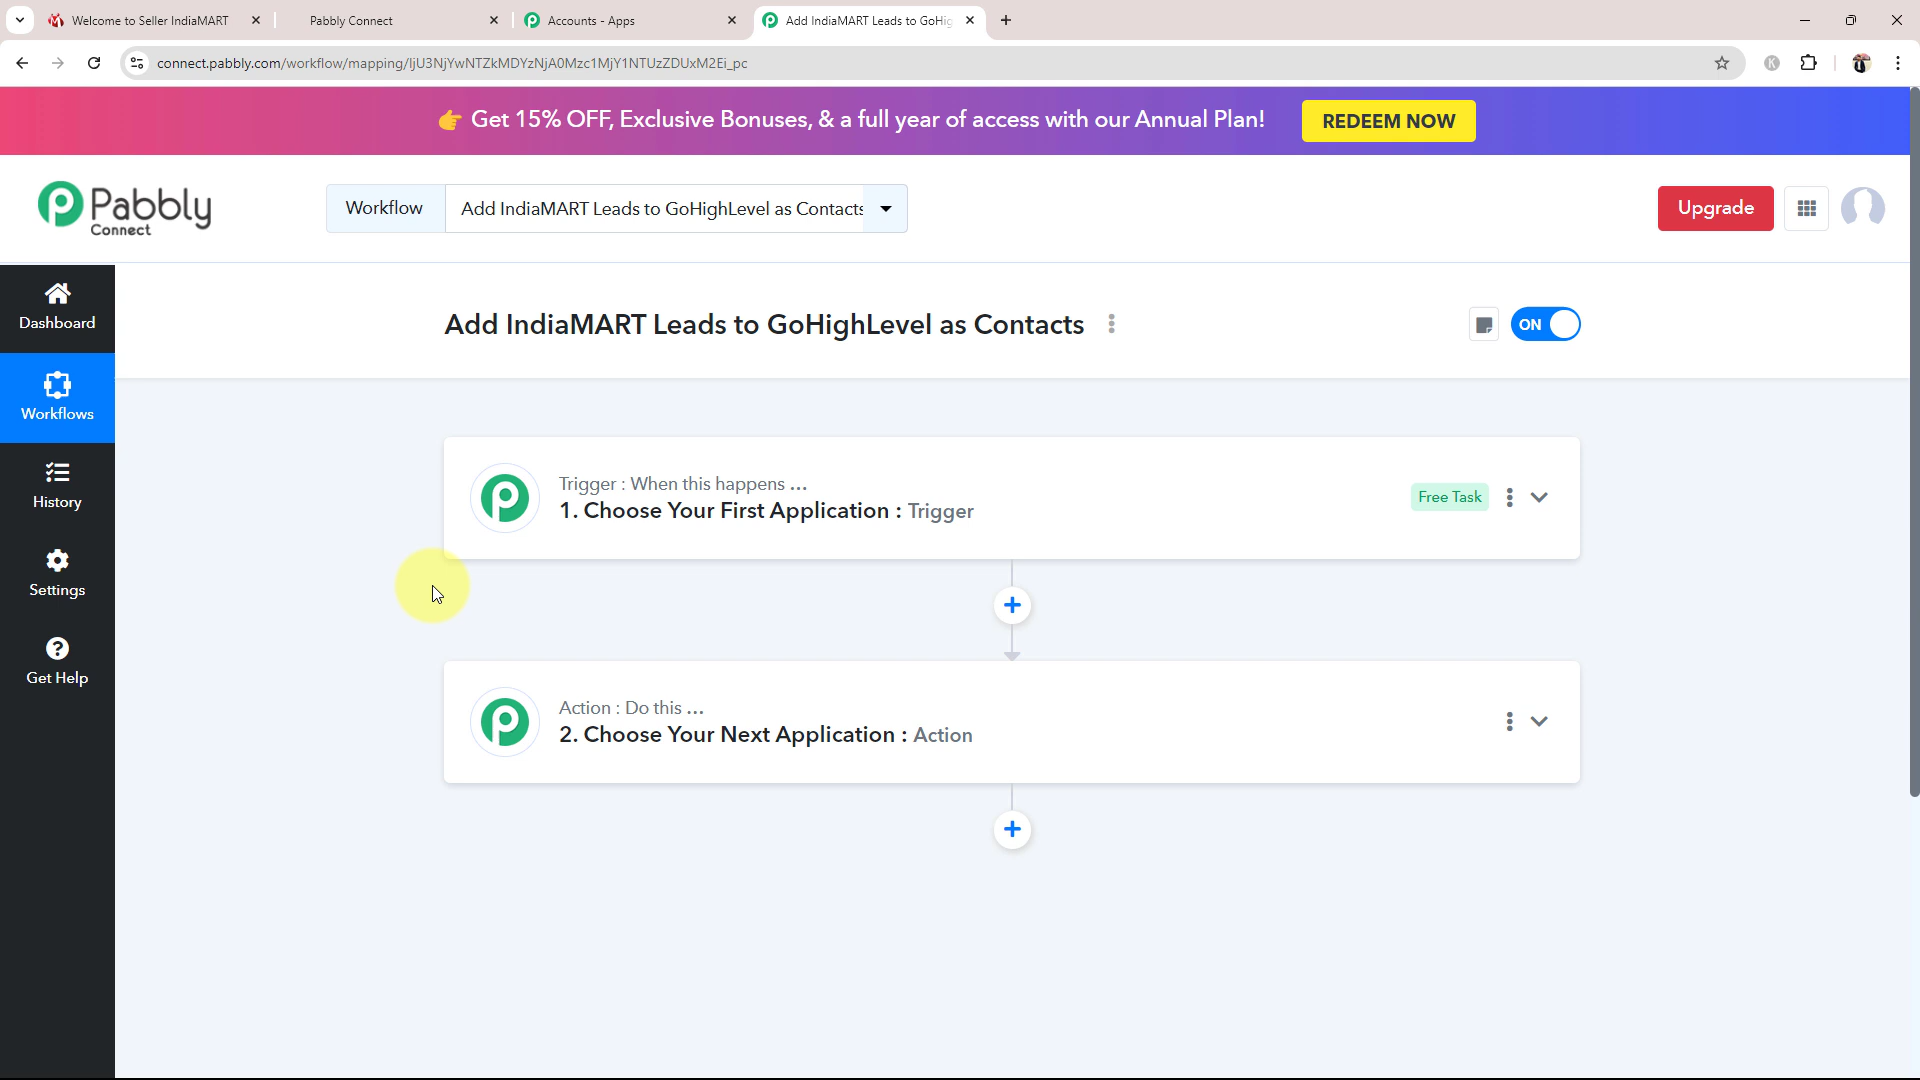 Welcome to Seller IndiaMART
Pabbly Connect
Accounts - Apps
Add IndiaMART Leads to GoHig
connect.pabbly.com/workflow/mapping/IjU3NjYwNTZkMDYzNjA0Mzc1MjY1NTUzZDUxM2Ei_pc
K
👉 Get 15% OFF, Exclusive Bonuses, & a full year of access with our Annual Plan!
REDEEM NOW
Pabbly
Connect
Workflow
Add IndiaMART Leads to GoHighLevel as Contacts
Upgrade
Dashboard
Workflows
History
Settings
Get Help
Add IndiaMART Leads to GoHighLevel as Contacts
ON
Trigger : When this happens ...
1. Choose Your First Application : Trigger
Free Task
Action : Do this ...
2. Choose Your Next Application : Action